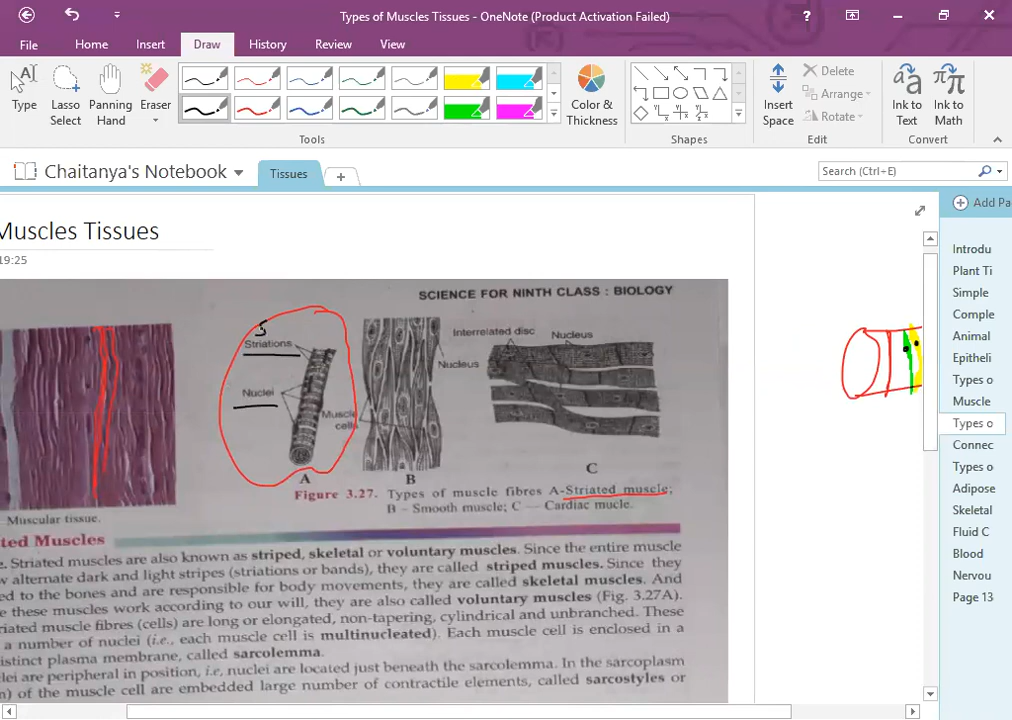 Types of Muscles Tissues - OneNote (Product Activation Failed)
?
File
Home
Insert
Draw
History
Review
View
Type
Lasso Select
Panning Hand
Eraser
Color & Thickness
Insert Space
Delete
Arrange
Rotate
Ink to Text
Ink to Math
Tools
Shapes
Edit
Convert
Chaitanya's Notebook
Tissues
Search (Ctrl+E)
Add Pa
Muscles Tissues
19:25
Introdu
Plant Ti
Simple
Comple
Animal
Epitheli
Types o
Muscle
Types o
Connec
Types o
Adipose
Skeletal
Fluid C
Blood
Nervou
Page 13
SCIENCE FOR NINTH CLASS : BIOLOGY
S
Striations
Nuclei
Muscle cells
Nucleus
Interrelated disc
Nucleus
A
B
C
Muscular tissue.
Figure 3.27. Types of muscle fibres A-Striated muscle;
B – Smooth muscle; C — Cardiac mucle.
ted Muscles
e. Striated muscles are also known as striped, skeletal or voluntary muscles. Since the entire muscle
w alternate dark and light stripes (striations or bands), they are called striped muscles. Since they
ed to the bones and are responsible for body movements, they are called skeletal muscles. And
e these muscles work according to our will, they are also called voluntary muscles (Fig. 3.27A).
riated muscle fibres (cells) are long or elongated, non-tapering, cylindrical and unbranched. These
a number of nuclei (i.e., each muscle cell is multinucleated). Each muscle cell is enclosed in a
istinct plasma membrane, called sarcolemma.
lei are peripheral in position, i.e, nuclei are located just beneath the sarcolemma. In the sarcoplasm
m) of the muscle cell are embedded large number of contractile elements, called sarcostyles or